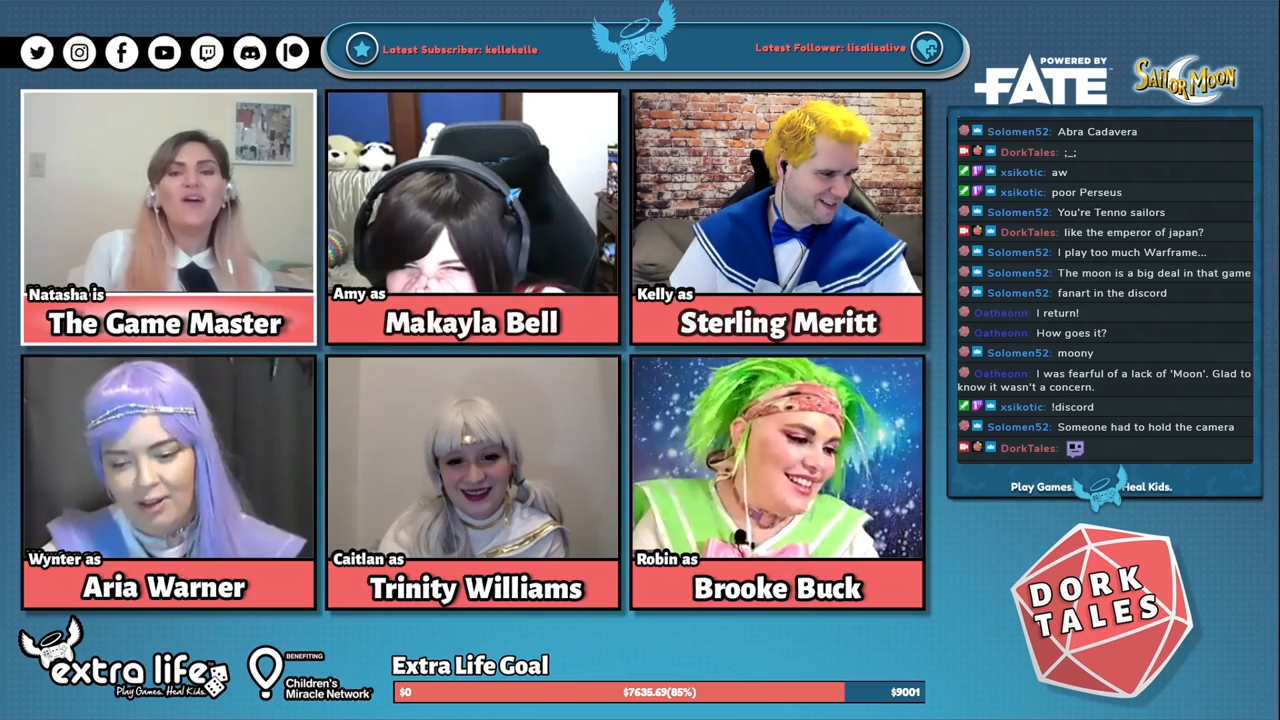 Latest Subscriber: kellekelle
Latest Follower: lisalisalive
POWERED BY
FATE
SAILOR MOON
Natasha is
The Game Master
Amy as
Makayla Bell
Kelly as
Sterling Meritt
Wynter as
Aria Warner
Caitlan as
Trinity Williams
Robin as
Brooke Buck
Solomen52: Abra Cadavera
DorkTales: ;_;
xsikotic: aw
xsikotic: poor Perseus
Solomen52: You're Tenno sailors
DorkTales: like the emperor of japan?
Solomen52: I play too much Warframe...
Solomen52: The moon is a big deal in that game
Solomen52: fanart in the discord
Oatheonn: I return!
Oatheonn: How goes it?
Solomen52: moony
Oatheonn: I was fearful of a lack of 'Moon'. Glad to
know it wasn't a concern.
xsikotic: !discord
Solomen52: Someone had to hold the camera
DorkTales:
Play Games. Heal Kids.
DORK
TALES
extra life
Play Games. Heal Kids.
BENEFITING
Children's
Miracle Network
Extra Life Goal
$0 $7635.69(85%) $9001